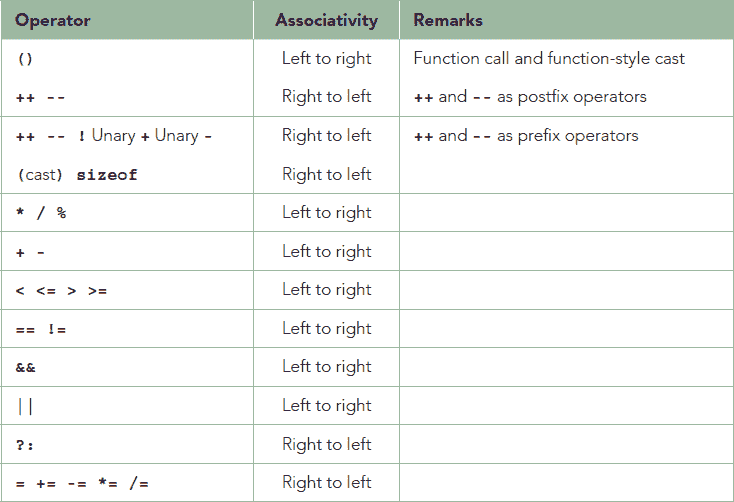 Operator Associativity Remarks
() Left to right Function call and function-style cast
++ -- Right to left ++ and -- as postfix operators
++ -- ! Unary + Unary - Right to left ++ and -- as prefix operators
(cast) sizeof Right to left
* / % Left to right
+ - Left to right
< <= > >= Left to right
== != Left to right
&& Left to right
|| Left to right
?: Right to left
= += -= *= /= Right to left